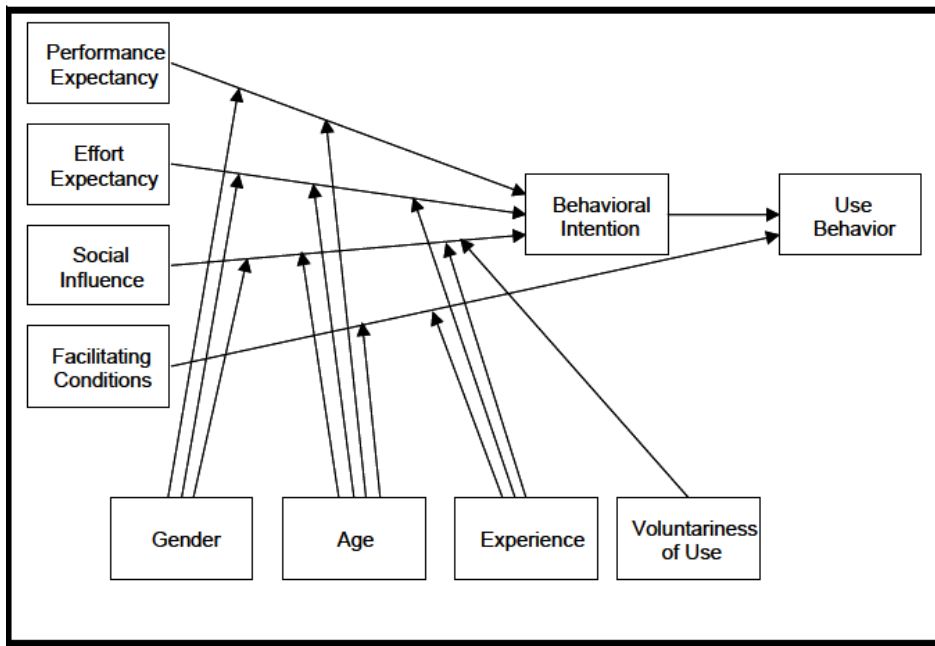 Performance
Expectancy
Effort
Expectancy
Social
Influence
Facilitating
Conditions
Behavioral
Intention
Use
Behavior
Gender
Age
Experience
Voluntariness
of Use